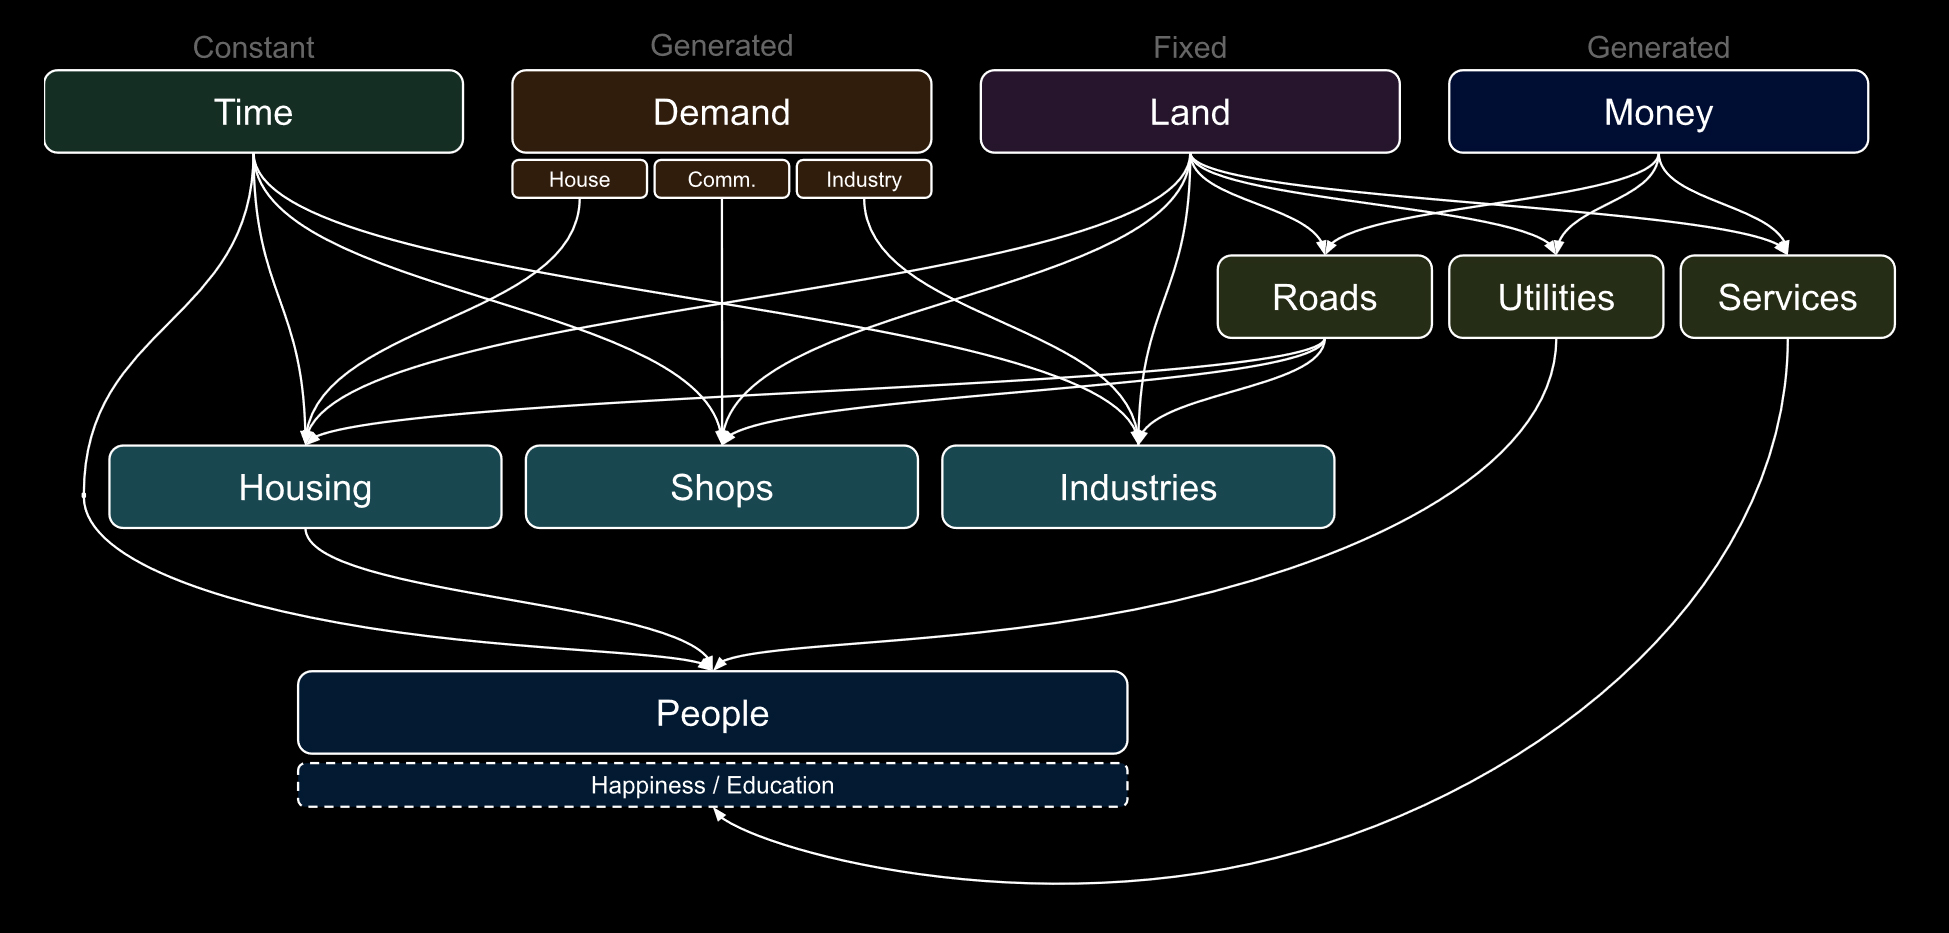 Constant
Generated
Fixed
Generated
Time
Demand
Land
Money
House
Comm.
Industry
Roads
Utilities
Services
Housing
Shops
Industries
People
Happiness / Education